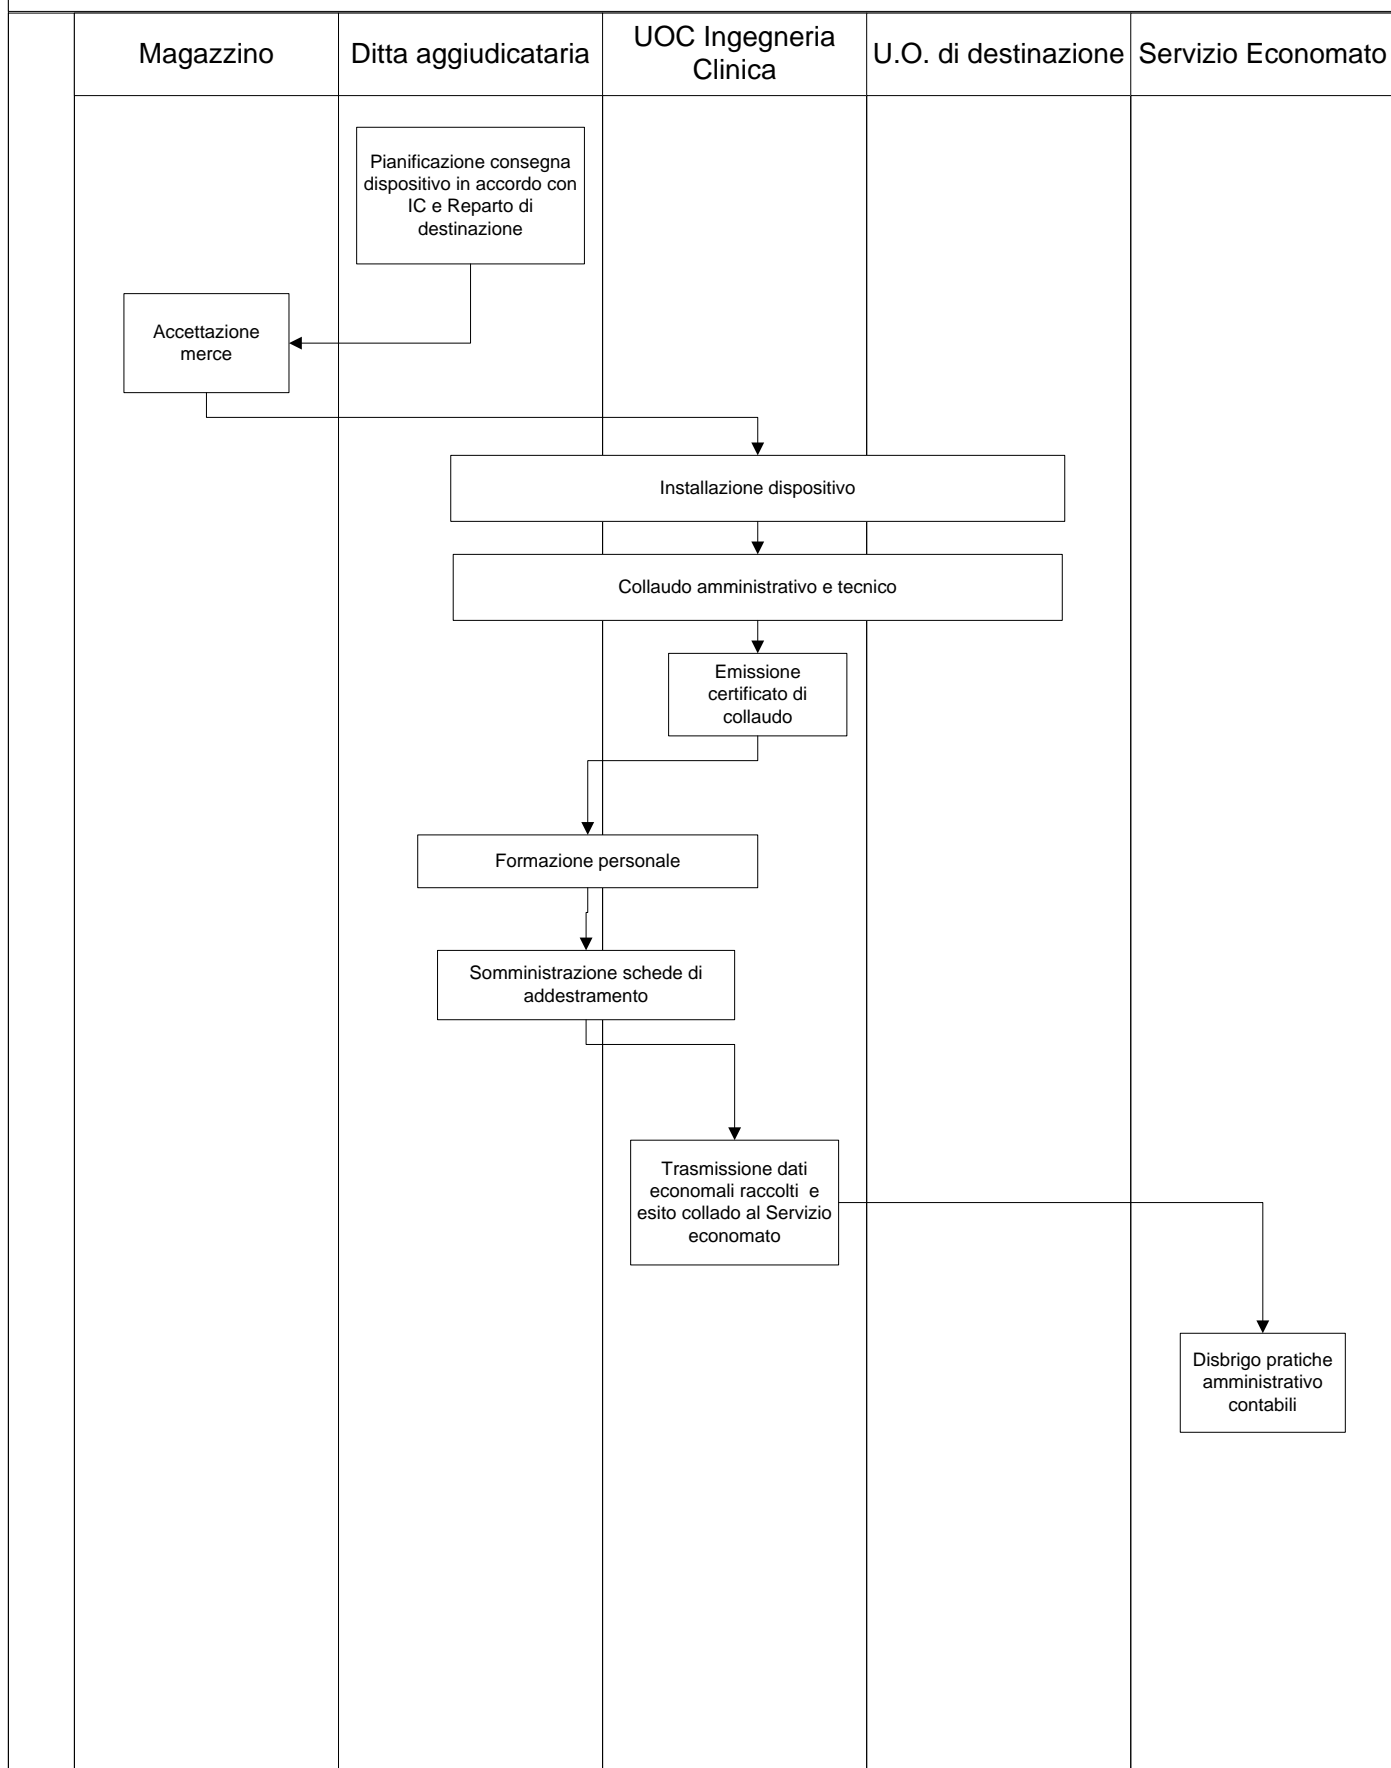 Magazzino
Ditta aggiudicataria
UOC Ingegneria
Clinica
U.O. di destinazione
Servizio Economato
Pianificazione consegna
dispositivo in accordo con
IC e Reparto di
destinazione
Accettazione
merce
Installazione dispositivo
Collaudo amministrativo e tecnico
Emissione
certificato di
collaudo
Formazione personale
Somministrazione schede di
addestramento
Trasmissione dati
economali raccolti e
esito collado al Servizio
economato
Disbrigo pratiche
amministrativo
contabili